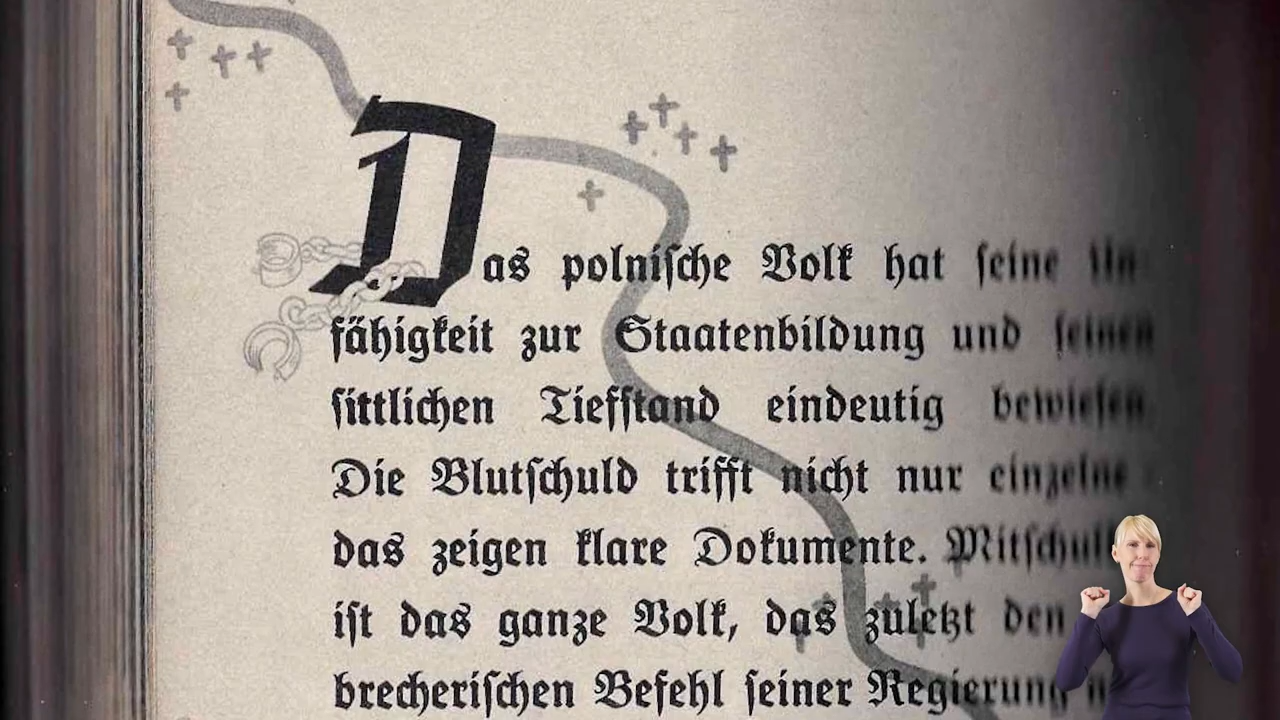 Das polnische Volk hat seine Un-
fähigkeit zur Staatenbildung und seinen
sittlichen Tiefstand eindeutig bewiesen.
Die Blutschuld trifft nicht nur einzelne
das zeigen klare Dokumente.
ist das ganze Volk, das zuletzt den
brecherischen Befehl seiner Regierung